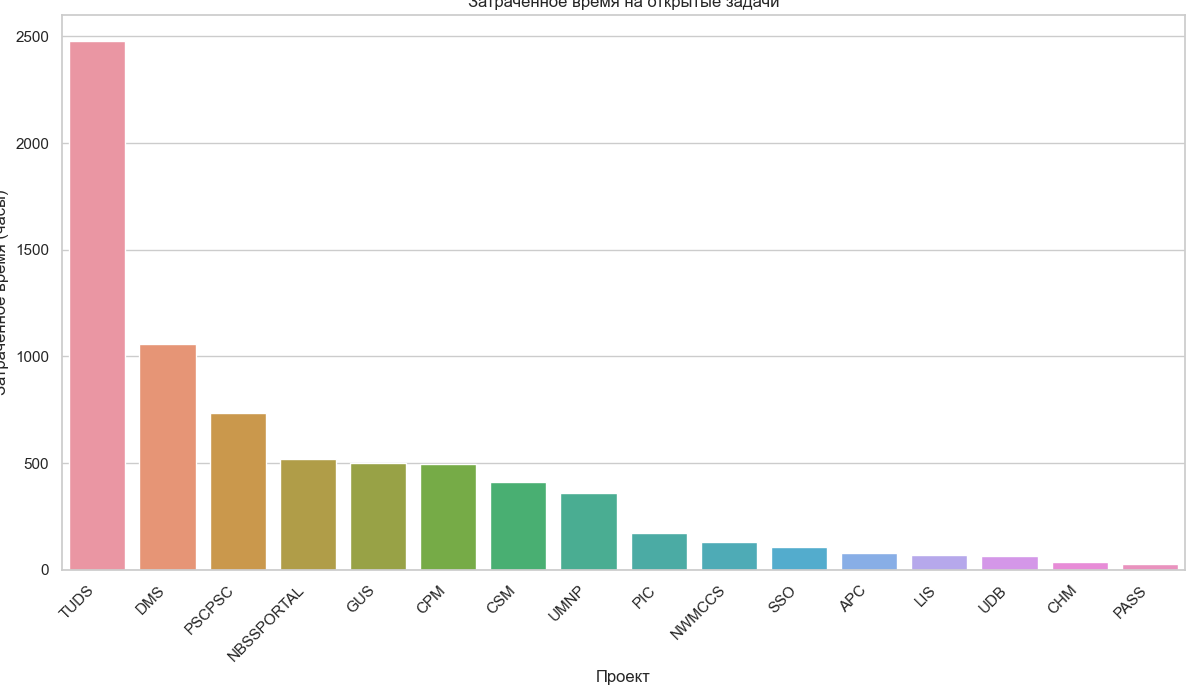 Затраченное время на открытые задачи
Затраченное время (часы)
2500
2000
1500
1000
500
0
TUDS
DMS
PSCPSC
NBSSPORTAL
GUS
CPM
CSM
UMNP
PIC
NWMCCS
SSO
APC
LIS
UDB
CHM
PASS
Проект